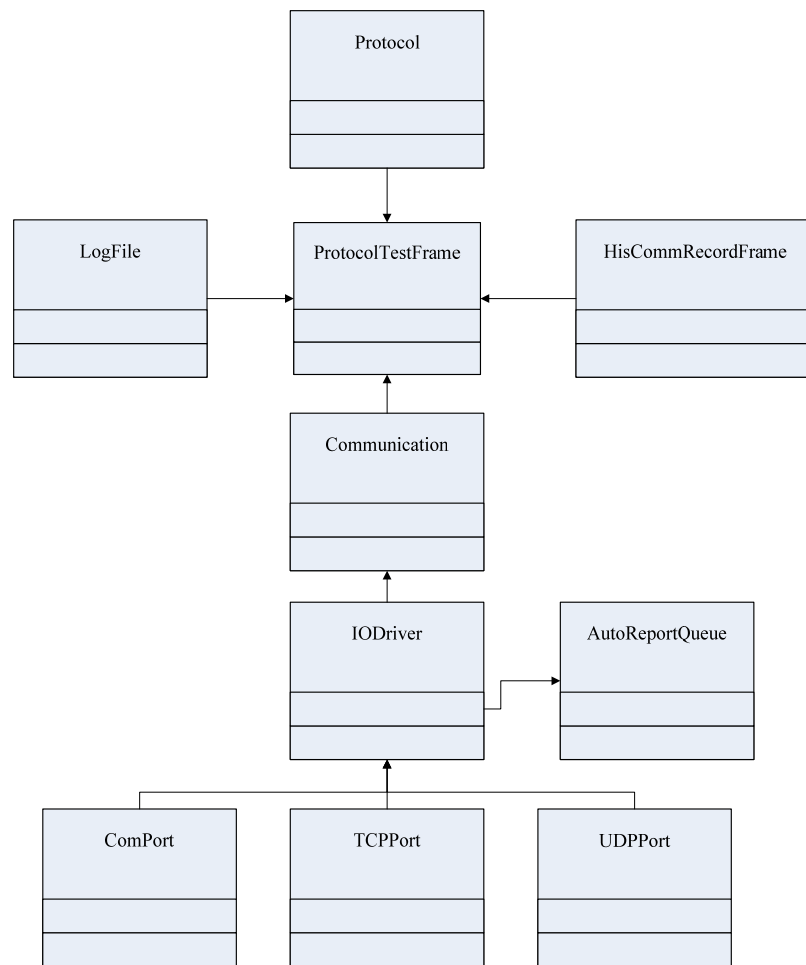 Protocol
LogFile
ProtocolTestFrame
HisCommRecordFrame
Communication
IODriver
AutoReportQueue
ComPort
TCPPort
UDPPort